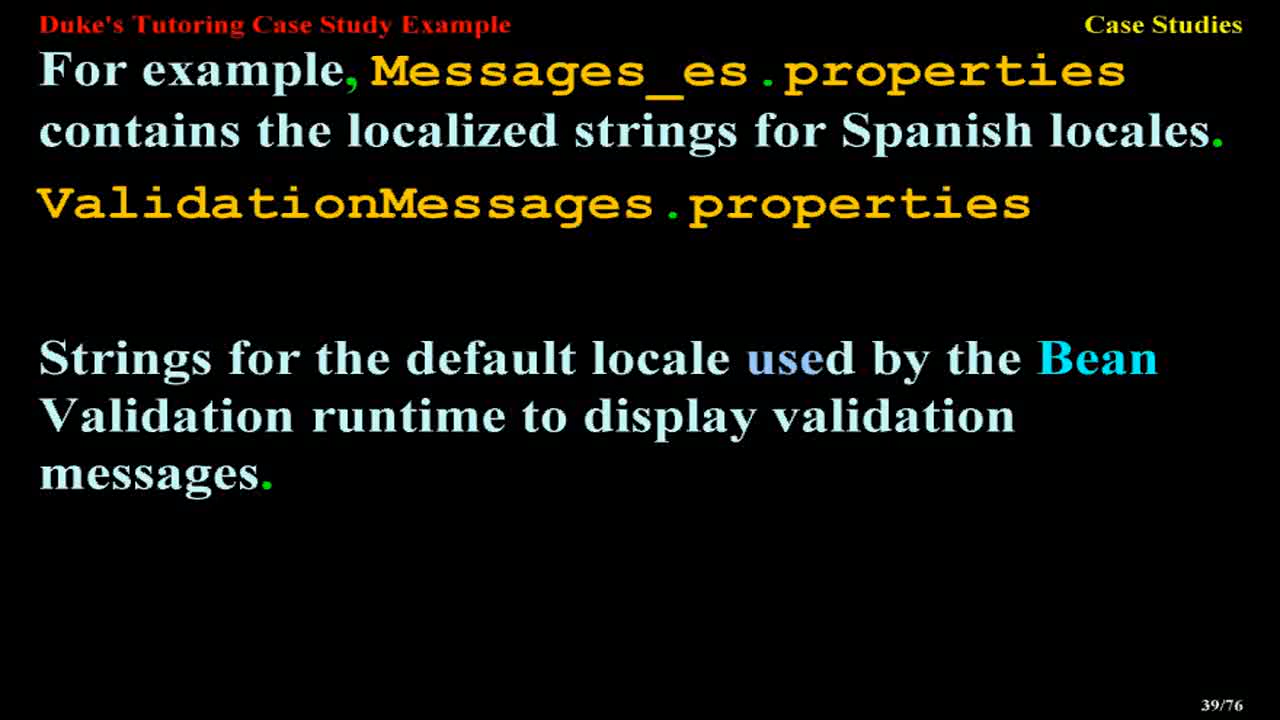 Duke's Tutoring Case Study Example
Case Studies
For example, Messages_es.properties
contains the localized strings for Spanish locales.
ValidationMessages.properties
Strings for the default locale used by the Bean
Validation runtime to display validation
messages.
39/76